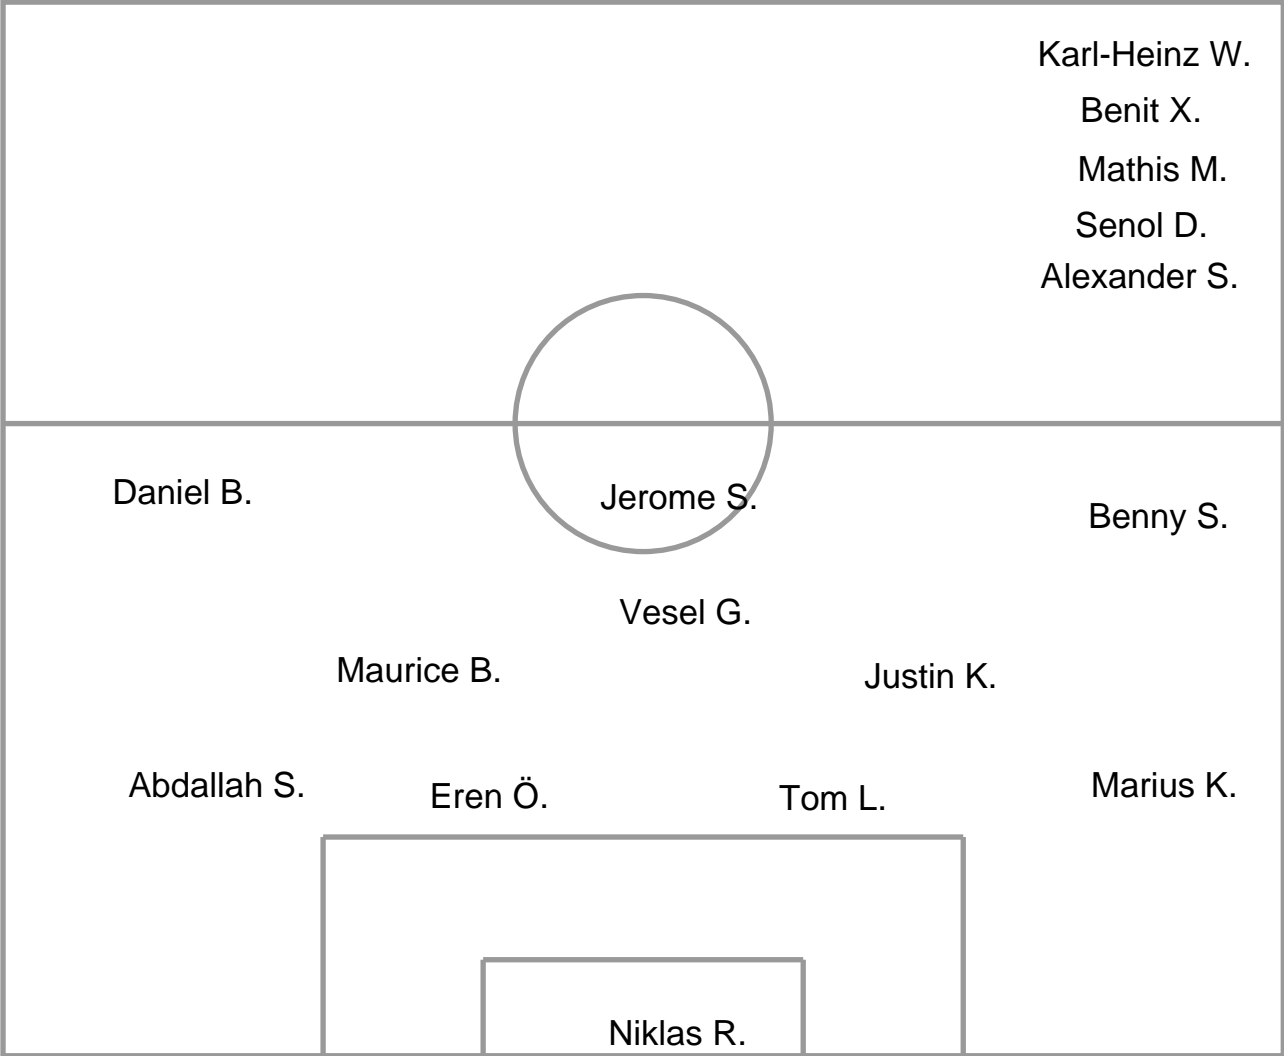 Karl-Heinz W.
Benit X.
Mathis M.
Senol D.
Alexander S.
Daniel B.
Jerome S.
Benny S.
Vesel G.
Maurice B.
Justin K.
Abdallah S.
Eren Ö.
Tom L.
Marius K.
Niklas R.